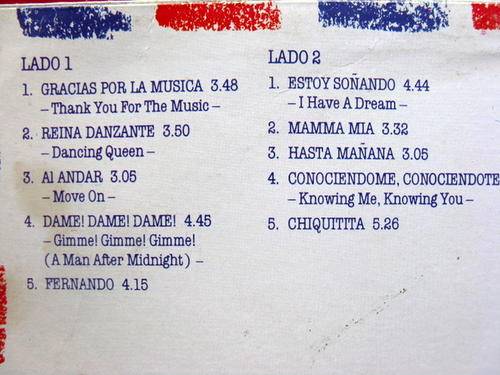 LADO 1
1. GRACIAS POR LA MUSICA 3.48
– Thank You For The Music –
2. REINA DANZANTE 3.50
– Dancing Queen –
3. Al ANDAR 3.05
– Move On –
4. DAME! DAME! DAME! 4.45
– Gimme! Gimme! Gimme!
(A Man After Midnight) –
5. FERNANDO 4.15
LADO 2
1. ESTOY SOÑANDO 4.44
– I Have A Dream –
2. MAMMA MIA 3.32
3. HASTA MAÑANA 3.05
4. CONOCIENDOME, CONOCIENDOTE
– Knowing Me, Knowing You –
5. CHIQUITITA 5.26